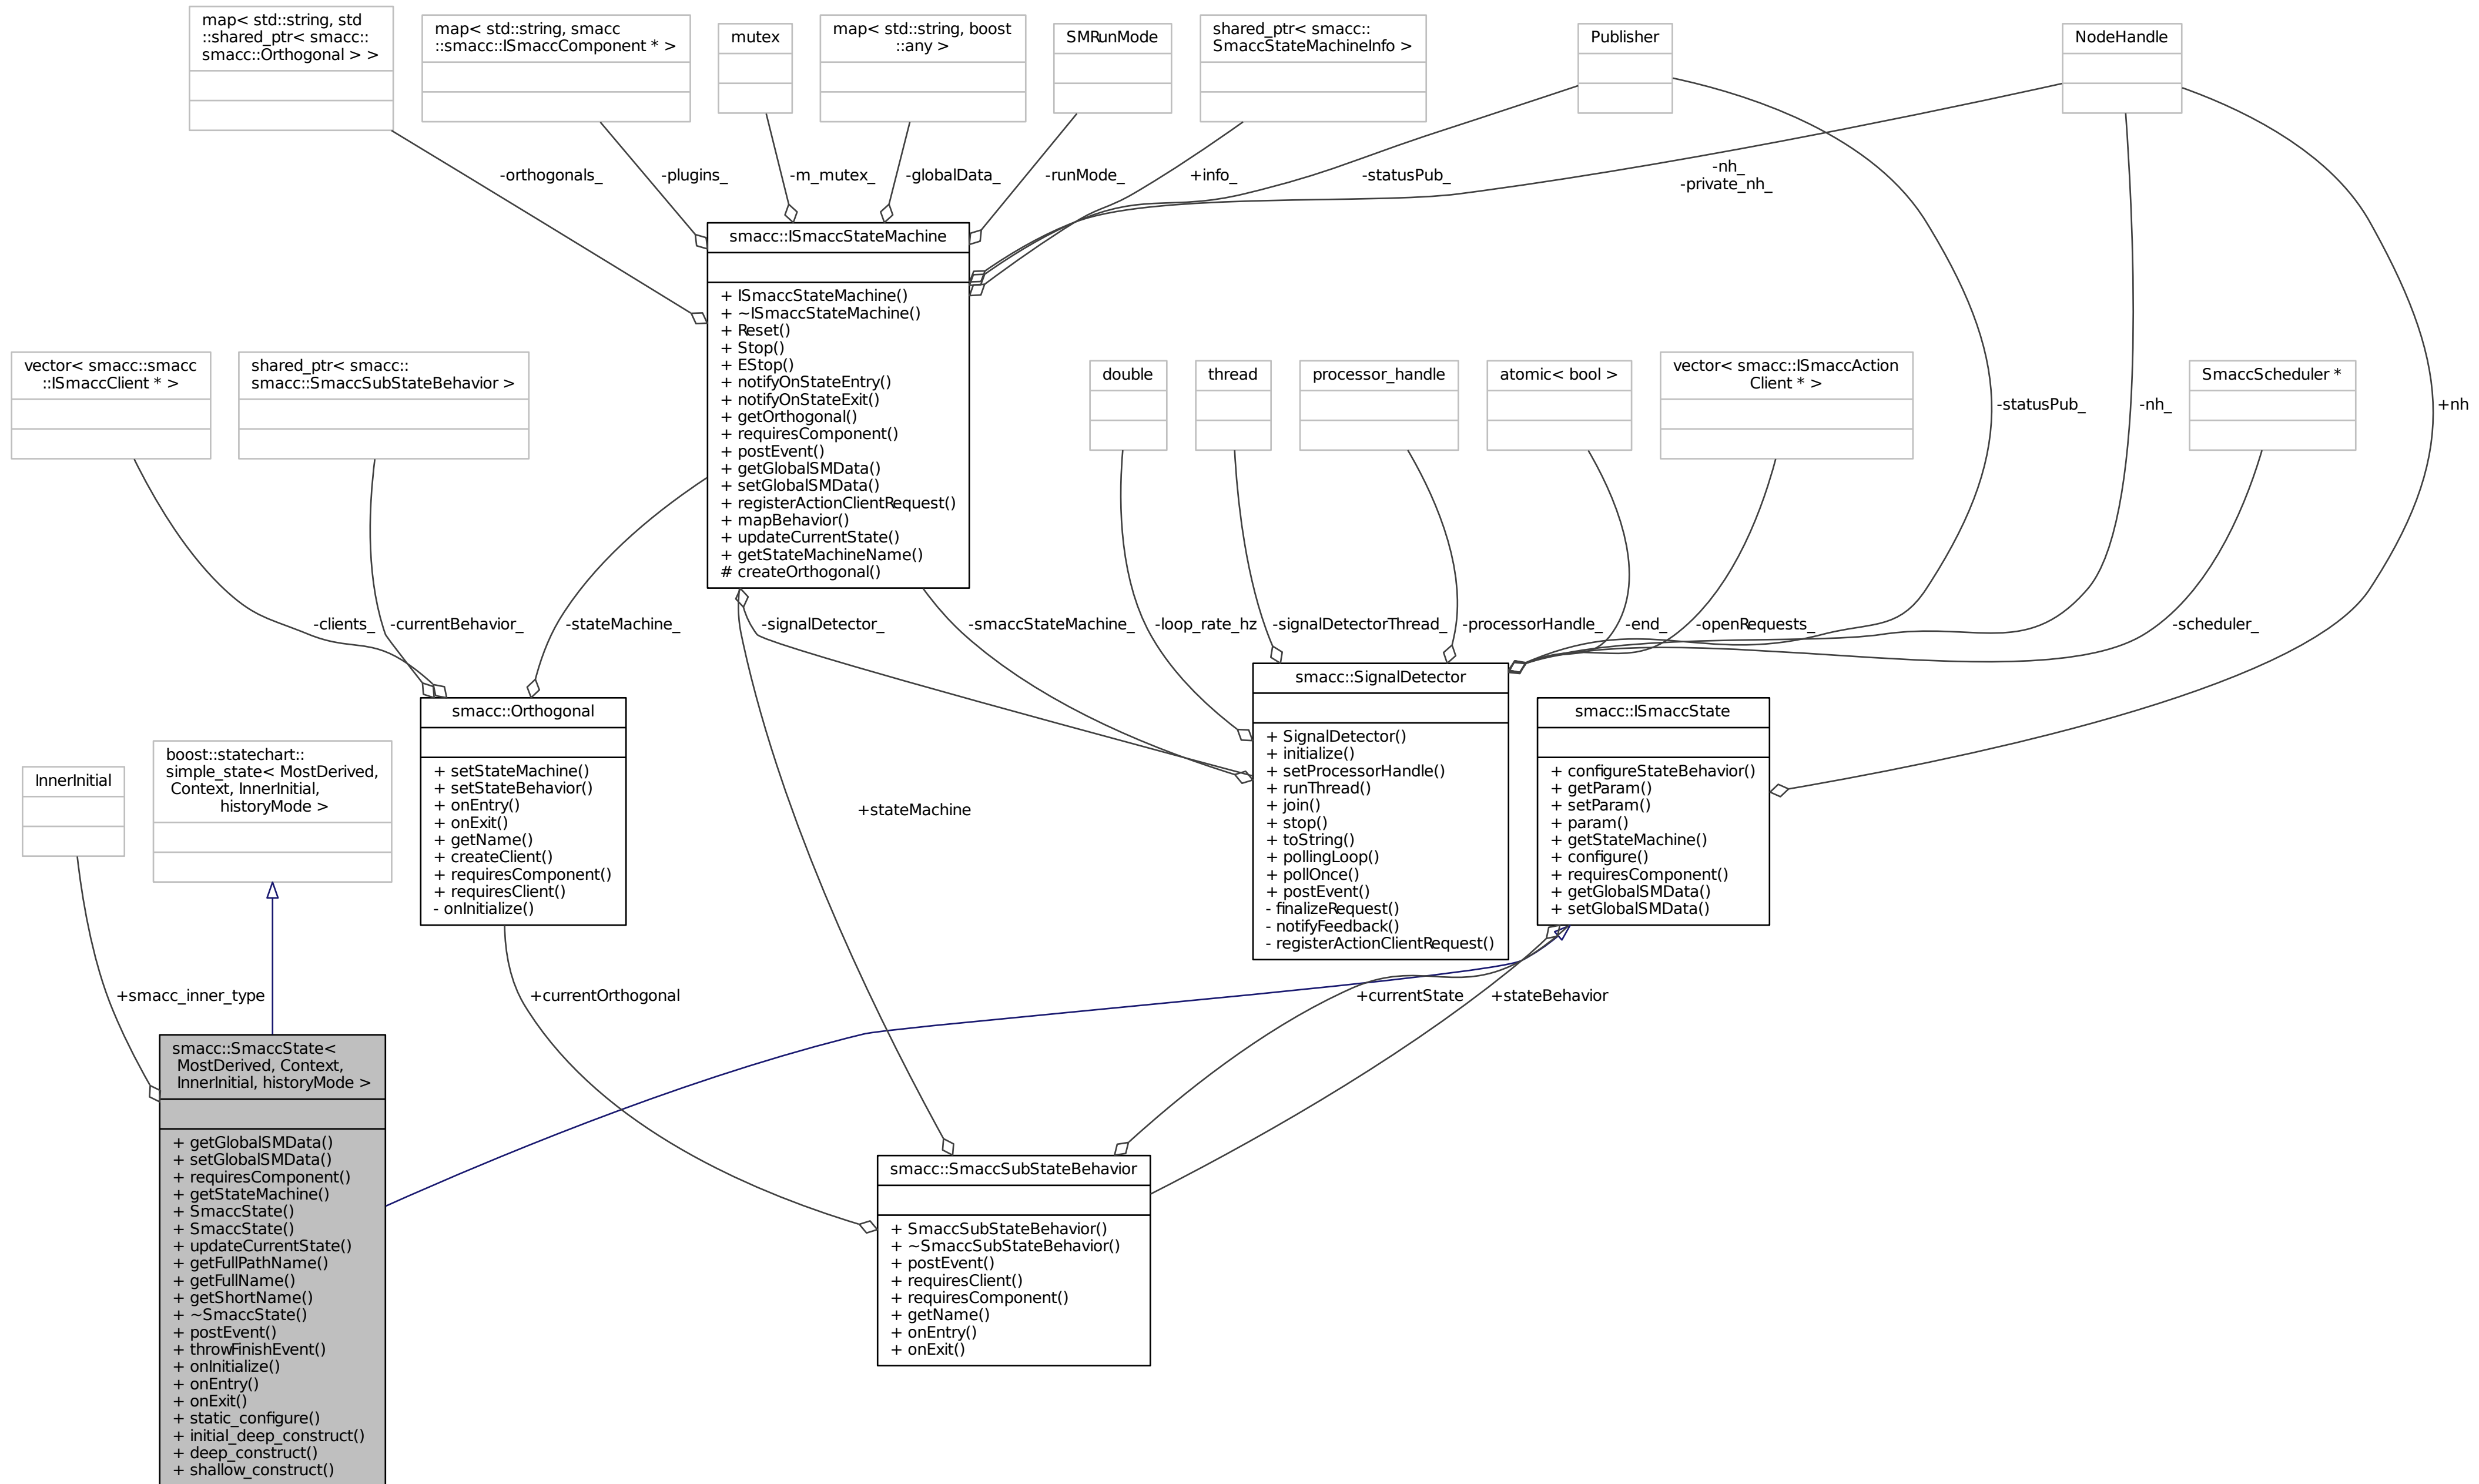 map< std::string, std
::shared_ptr< smacc::
smacc::Orthogonal > >
map< std::string, smacc
::smacc::ISmaccComponent * >
mutex
map< std::string, boost
::any >
SMRunMode
shared_ptr< smacc::
SmaccStateMachineInfo >
Publisher
NodeHandle
-orthogonals_
-plugins_
-m_mutex_
-globalData_
-runMode_
+info_
-statusPub_
-nh_
-private_nh_
smacc::ISmaccStateMachine
+ ISmaccStateMachine()
+ ~ISmaccStateMachine()
+ Reset()
+ Stop()
+ EStop()
+ notifyOnStateEntry()
+ notifyOnStateExit()
+ getOrthogonal()
+ requiresComponent()
+ postEvent()
+ getGlobalSMData()
+ setGlobalSMData()
+ registerActionClientRequest()
+ mapBehavior()
+ updateCurrentState()
+ getStateMachineName()
# createOrthogonal()
vector< smacc::smacc
::ISmaccClient * >
shared_ptr< smacc::
smacc::SmaccSubStateBehavior >
double
thread
processor_handle
atomic< bool >
vector< smacc::ISmaccAction
Client * >
SmaccScheduler *
-statusPub_
-nh_
+nh
-clients_
-currentBehavior_
-stateMachine_
-signalDetector_
-smaccStateMachine_
-loop_rate_hz
-signalDetectorThread_
-processorHandle_
-end_
-openRequests_
-scheduler_
smacc::Orthogonal
+ setStateMachine()
+ setStateBehavior()
+ onEntry()
+ onExit()
+ getName()
+ createClient()
+ requiresComponent()
+ requiresClient()
- onInitialize()
smacc::SignalDetector
+ SignalDetector()
+ initialize()
+ setProcessorHandle()
+ runThread()
+ join()
+ stop()
+ toString()
+ pollingLoop()
+ pollOnce()
+ postEvent()
- finalizeRequest()
- notifyFeedback()
- registerActionClientRequest()
smacc::ISmaccState
+ configureStateBehavior()
+ getParam()
+ setParam()
+ param()
+ getStateMachine()
+ configure()
+ requiresComponent()
+ getGlobalSMData()
+ setGlobalSMData()
InnerInitial
boost::statechart::
simple_state< MostDerived,
Context, InnerInitial,
historyMode >
+stateMachine
+smacc_inner_type
+currentOrthogonal
+currentState
+stateBehavior
smacc::SmaccState<
MostDerived, Context,
InnerInitial, historyMode >
+ getGlobalSMData()
+ setGlobalSMData()
+ requiresComponent()
+ getStateMachine()
+ SmaccState()
+ SmaccState()
+ updateCurrentState()
+ getFullPathName()
+ getFullName()
+ getShortName()
+ ~SmaccState()
+ postEvent()
+ throwFinishEvent()
+ onInitialize()
+ onEntry()
+ onExit()
+ static_configure()
+ initial_deep_construct()
+ deep_construct()
+ shallow_construct()
smacc::SmaccSubStateBehavior
+ SmaccSubStateBehavior()
+ ~SmaccSubStateBehavior()
+ postEvent()
+ requiresClient()
+ requiresComponent()
+ getName()
+ onEntry()
+ onExit()